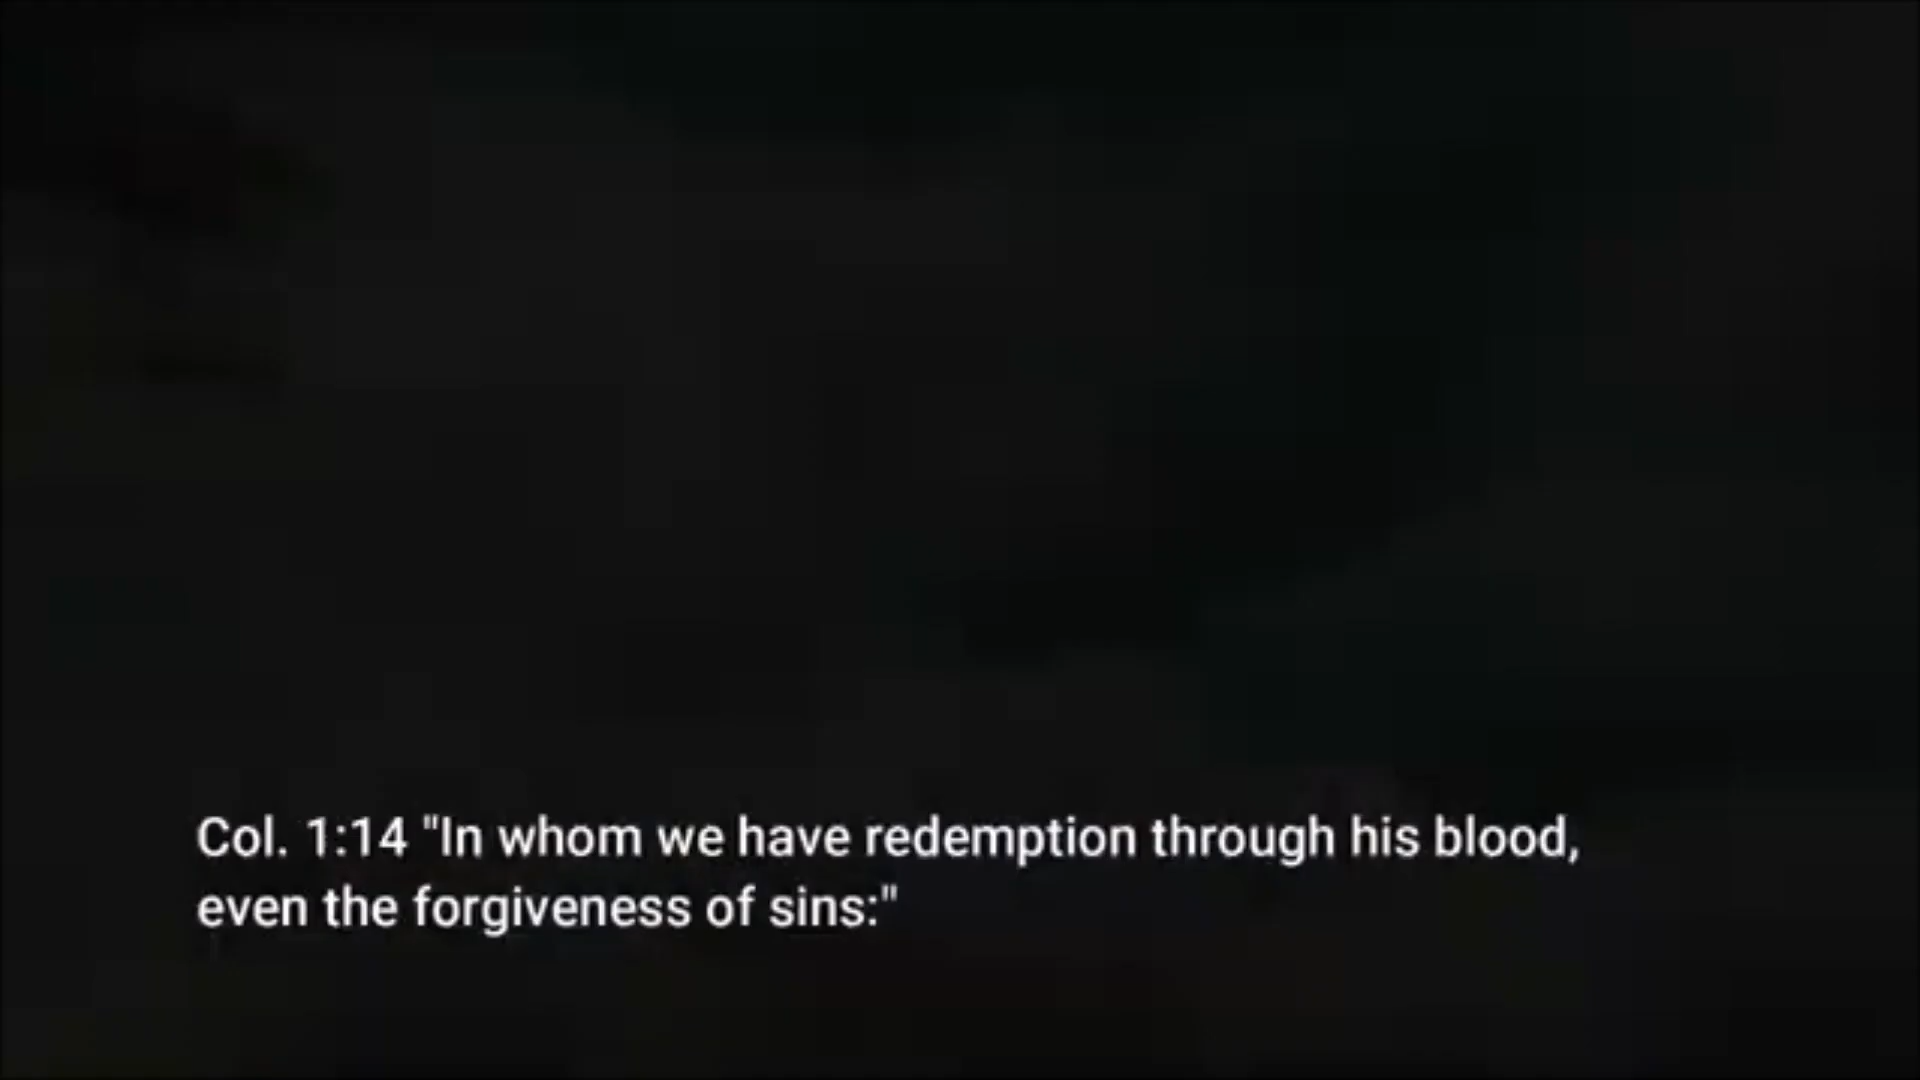 Col. 1:14 "In whom we have redemption through his blood,
even the forgiveness of sins:"